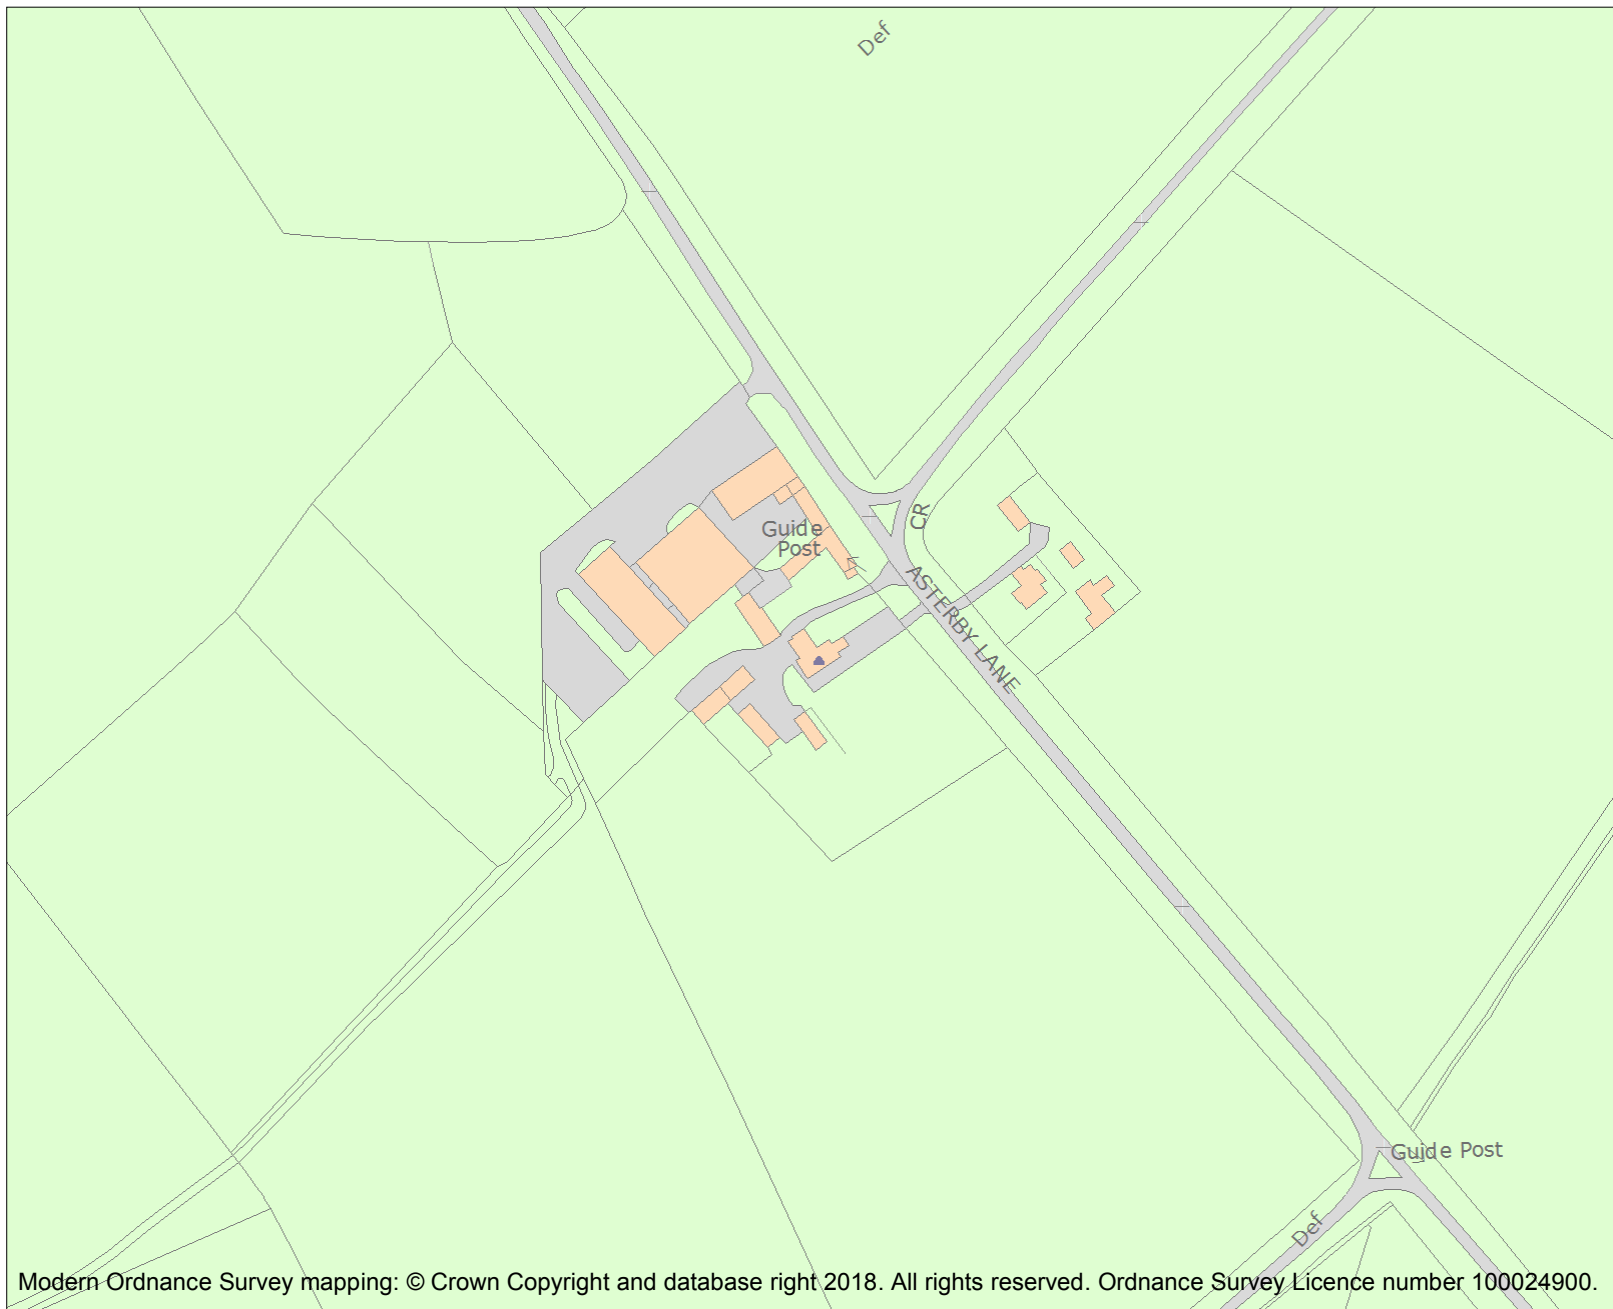 Def
Guide
Post
CR
ASTERBY LANE
Guide Post
Def
Modern Ordnance Survey mapping: © Crown Copyright and database right 2018. All rights reserved. Ordnance Survey Licence number 100024900.